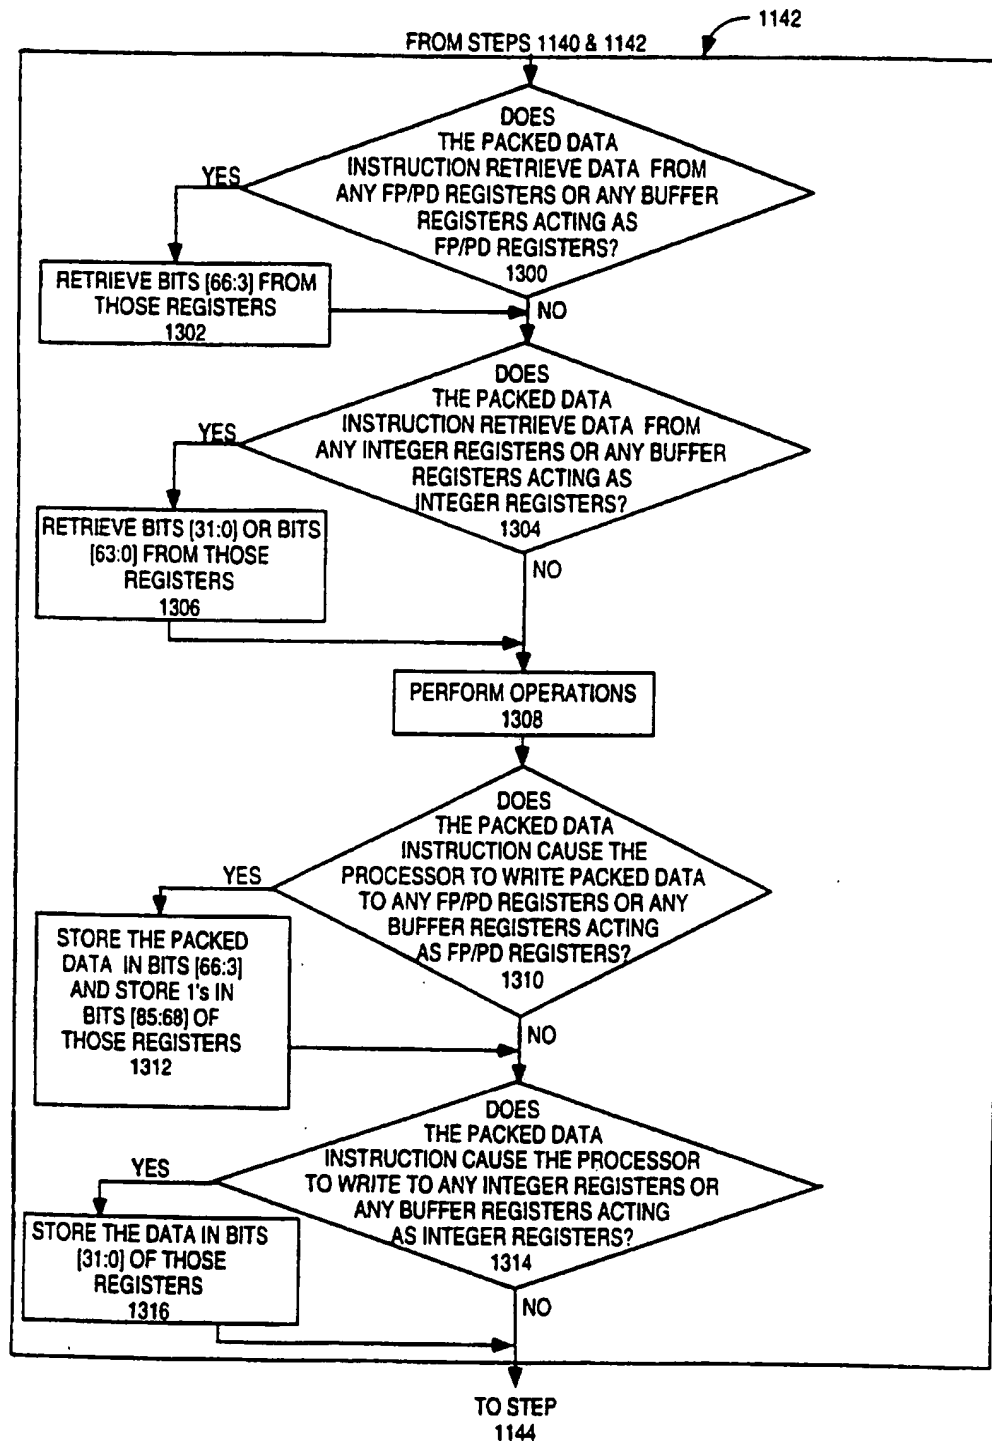 1142
FROM STEPS 1140 & 1142
DOES
THE PACKED DATA
INSTRUCTION RETRIEVE DATA FROM
ANY FP/PD REGISTERS OR ANY BUFFER
REGISTERS ACTING AS
FP/PD REGISTERS?
1300
YES
RETRIEVE BITS [66:3] FROM
THOSE REGISTERS
1302
NO
DOES
THE PACKED DATA
INSTRUCTION RETRIEVE DATA FROM
ANY INTEGER REGISTERS OR ANY BUFFER
REGISTERS ACTING AS
INTEGER REGISTERS?
1304
YES
RETRIEVE BITS [31:0] OR BITS
[63:0] FROM THOSE
REGISTERS
1306
NO
PERFORM OPERATIONS
1308
DOES
THE PACKED DATA
INSTRUCTION CAUSE THE
PROCESSOR TO WRITE PACKED DATA
TO ANY FP/PD REGISTERS OR ANY
BUFFER REGISTERS ACTING
AS FP/PD REGISTERS?
1310
YES
STORE THE PACKED
DATA IN BITS [66:3]
AND STORE 1's IN
BITS [85:68] OF
THOSE REGISTERS
1312
NO
DOES
THE PACKED DATA
INSTRUCTION CAUSE THE PROCESSOR
TO WRITE TO ANY INTEGER REGISTERS OR
ANY BUFFER REGISTERS ACTING
AS INTEGER REGISTERS?
1314
YES
STORE THE DATA IN BITS
[31:0] OF THOSE
REGISTERS
1316
NO
TO STEP
1144